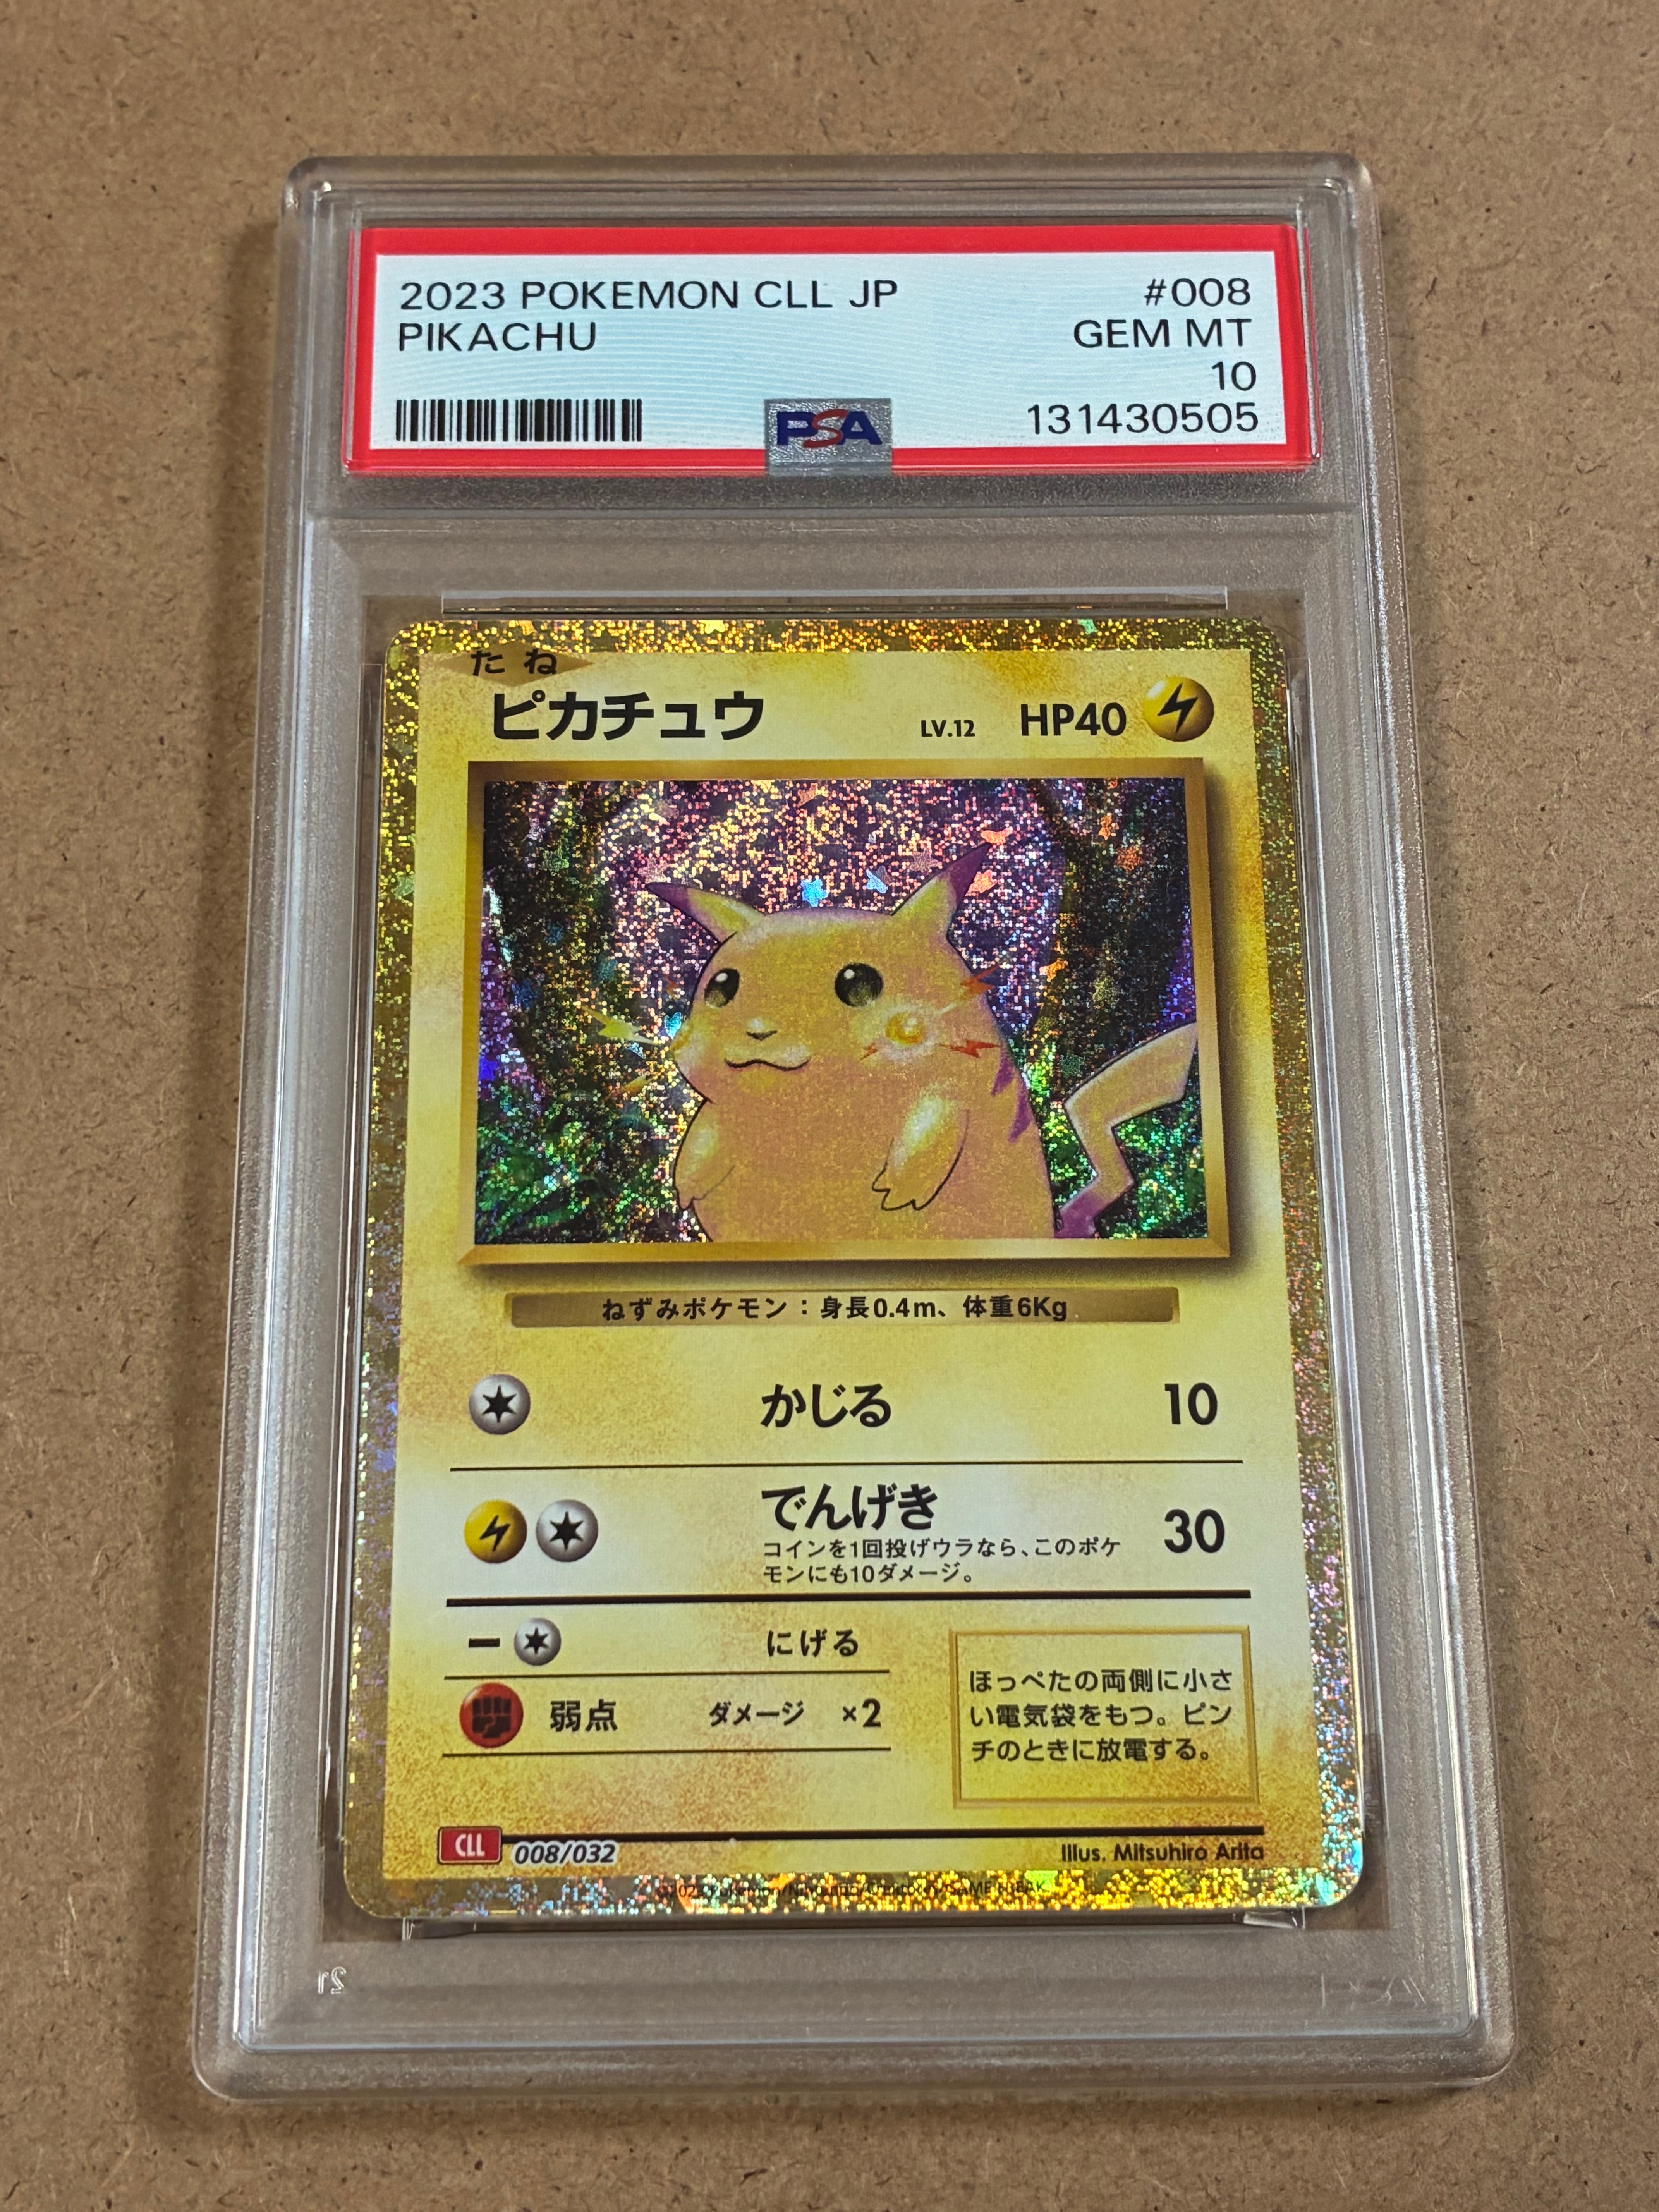 2023 POKEMON CLL JP #008
PIKACHU GEM MT
10
PSA 131430505
たね
ピカチュウ LV.12 HP40
ねずみポケモン：身長0.4m、体重6Kg
かじる 10
でんげき 30
コインを1回投げウラなら、このポケ
モンにも10ダメージ。
ー にげる
弱点 ダメージ ×2
ほっぺたの両側に小さ
い電気袋をもつ。ピン
チのときに放電する。
CLL 008/032 Illus. Mitsuhiro Arita
21